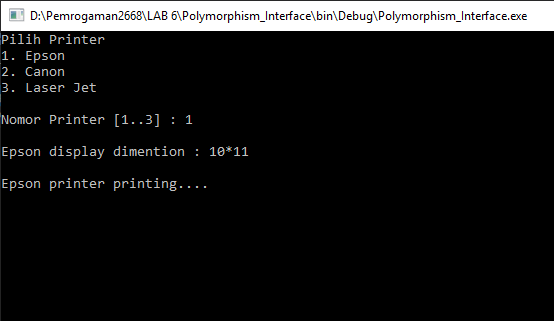 D:\Pemrogaman2668\LAB 6\Polymorphism_Interface\bin\Debug\Polymorphism_Interface.exe
Pilih Printer
1. Epson
2. Canon
3. Laser Jet
Nomor Printer [1..3] : 1
Epson display dimention : 10*11
Epson printer printing....